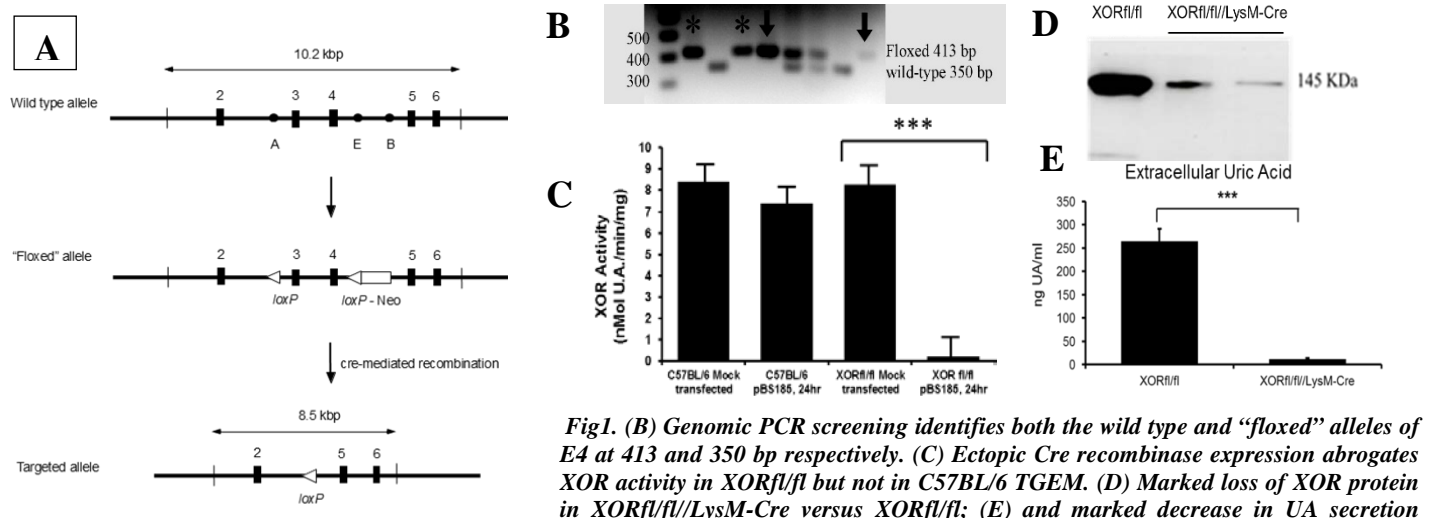 A
10.2 kbp
Wild type allele
2 3 4 5 6
A E B
"Floxed" allele
2 3 4 5 6
loxP loxP - Neo
cre-mediated recombination
8.5 kbp
Targeted allele
2 5 6
loxP
B
* *
500
400
300
Floxed 413 bp
wild-type 350 bp
C
***
XOR Activity
(nMol U.A./min/mg)
10
9
8
7
6
5
4
3
2
1
0
C57BL/6 Mock transfected
C57BL/6 pBS185, 24hr
XORfl/fl Mock transfected
XOR fl/fl pBS185, 24hr
D
XORfl/fl XORfl/fl//LysM-Cre
145 KDa
E
Extracellular Uric Acid
***
ng UA/ml
350
300
250
200
150
100
50
0
XORfl/fl XORfl/fl//LysM-Cre
Fig1. (B) Genomic PCR screening identifies both the wild type and “floxed” alleles of
E4 at 413 and 350 bp respectively. (C) Ectopic Cre recombinase expression abrogates
XOR activity in XORfl/fl but not in C57BL/6 TGEM. (D) Marked loss of XOR protein
in XORfl/fl//LysM-Cre versus XORfl/fl; (E) and marked decrease in UA secretion